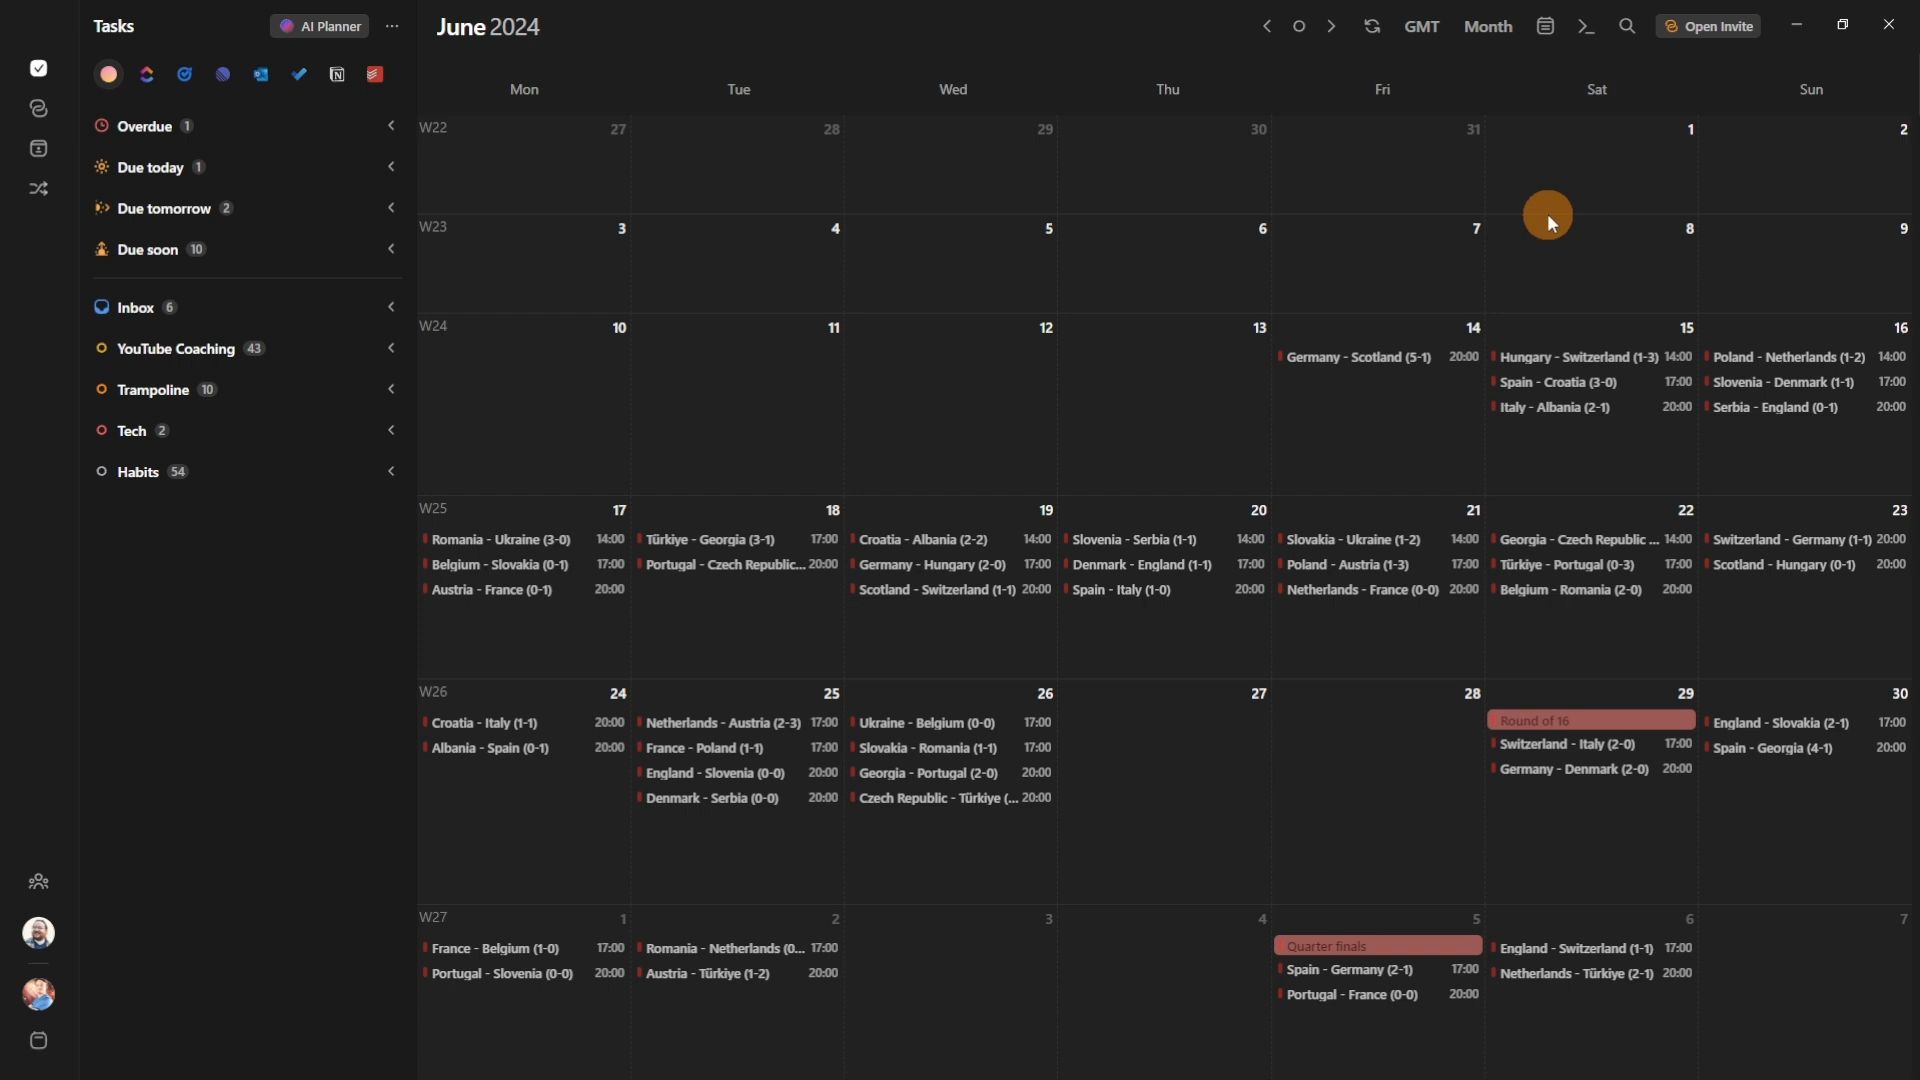 Tasks
AI Planner
Overdue 1
Due today 1
Due tomorrow 2
Due soon 10
Inbox 6
YouTube Coaching 43
Trampoline 10
Tech 2
Habits 54
June 2024
GMT
Month
Open Invite
Mon Tue Wed Thu Fri Sat Sun
W22 27 28 29 30 31 1 2
W23 3 4 5 6 7 8 9
W24 10 11 12 13 14 15 16
Germany - Scotland (5-1) 20:00
Hungary - Switzerland (1-3) 14:00
Spain - Croatia (3-0) 17:00
Italy - Albania (2-1) 20:00
Poland - Netherlands (1-2) 14:00
Slovenia - Denmark (1-1) 17:00
Serbia - England (0-1) 20:00
W25 17 18 19 20 21 22 23
Romania - Ukraine (3-0) 14:00
Belgium - Slovakia (0-1) 17:00
Austria - France (0-1) 20:00
Türkiye - Georgia (3-1) 17:00
Portugal - Czech Republic... 20:00
Croatia - Albania (2-2) 14:00
Germany - Hungary (2-0) 17:00
Scotland - Switzerland (1-1) 20:00
Slovenia - Serbia (1-1) 14:00
Denmark - England (1-1) 17:00
Spain - Italy (1-0) 20:00
Slovakia - Ukraine (1-2) 14:00
Poland - Austria (1-3) 17:00
Netherlands - France (0-0) 20:00
Georgia - Czech Republic ... 14:00
Türkiye - Portugal (0-3) 17:00
Belgium - Romania (2-0) 20:00
Switzerland - Germany (1-1) 20:00
Scotland - Hungary (0-1) 20:00
W26 24 25 26 27 28 29 30
Croatia - Italy (1-1) 20:00
Albania - Spain (0-1) 20:00
Netherlands - Austria (2-3) 17:00
France - Poland (1-1) 17:00
England - Slovenia (0-0) 20:00
Denmark - Serbia (0-0) 20:00
Ukraine - Belgium (0-0) 17:00
Slovakia - Romania (1-1) 17:00
Georgia - Portugal (2-0) 20:00
Czech Republic - Türkiye (... 20:00
Round of 16
Switzerland - Italy (2-0) 17:00
Germany - Denmark (2-0) 20:00
England - Slovakia (2-1) 17:00
Spain - Georgia (4-1) 20:00
W27 1 2 3 4 5 6 7
France - Belgium (1-0) 17:00
Portugal - Slovenia (0-0) 20:00
Romania - Netherlands (0... 17:00
Austria - Türkiye (1-2) 20:00
Quarter finals
Spain - Germany (2-1) 17:00
Portugal - France (0-0) 20:00
England - Switzerland (1-1) 17:00
Netherlands - Türkiye (2-1) 20:00